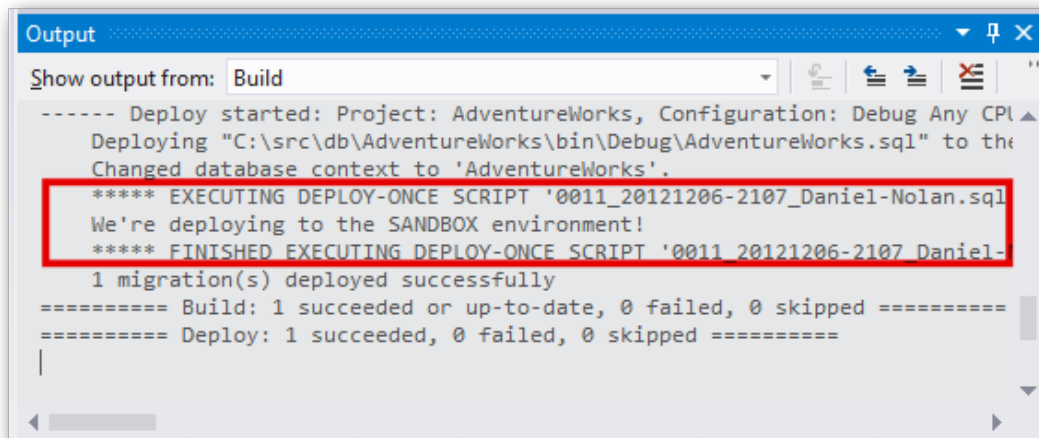 Output
Show output from: Build
------ Deploy started: Project: AdventureWorks, Configuration: Debug Any
Deploying "C:\src\db\AdventureWorks\bin\Debug\AdventureWorks.sql" to
Changed database context to 'AdventureWorks'.
***** EXECUTING DEPLOY-ONCE SCRIPT '0011_20121206-2107_Daniel-Nolan.sql
We're deploying to the SANDBOX environment!
***** FINISHED EXECUTING DEPLOY-ONCE SCRIPT '0011_20121206-2107_Daniel-
1 migration(s) deployed successfully
========== Build: 1 succeeded or up-to-date, 0 failed, 0 skipped ==========
========== Deploy: 1 succeeded, 0 failed, 0 skipped ==========